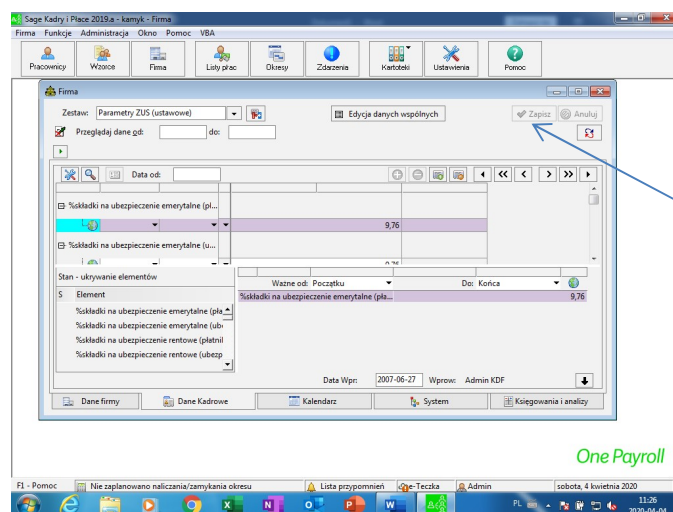 Sage Kadry i Płace 2019.a - kamyk - Firma
Firma Funkcje Administracja Okno Pomoc VBA
Pracownicy Wzorce Firma Listy płac Okresy Zdarzenia Kartoteki Ustawienia Pomoc
Firma
Zestaw: Parametry ZUS (ustawowe) Edycja danych wspólnych Zapisz Anuluj
Przeglądaj dane od: do:
Data od:
%składki na ubezpieczenie emerytalne (pł...
9,76
%składki na ubezpieczenie emerytalne (u...
9,76
Stan - ukrywanie elementów
Ważne od: Początku Do: Końca
S Element
%składki na ubezpieczenie emerytalne (pła... 9,76
%składki na ubezpieczenie emerytalne (pła
%składki na ubezpieczenie emerytalne (ube
%składki na ubezpieczenie rentowe (płatnil
%składki na ubezpieczenie rentowe (ubezp
Data Wpr: 2007-06-27 Wprow: Admin KDF
Dane firmy Dane Kadrowe Kalendarz System Księgowania i analizy
One Payroll
F1 - Pomoc Nie zaplanowano naliczania/zamykania okresu Lista przypomnień e-Teczka Admin sobota, 4 kwietnia 2020
PL 11:26
2020-04-04